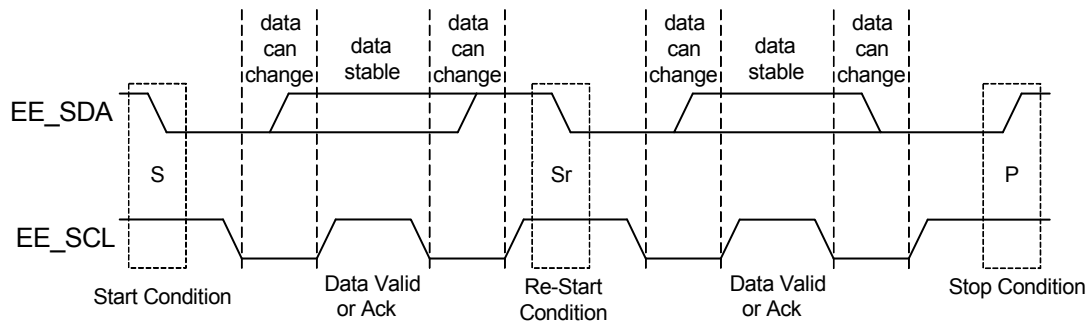 data
can
change
data
stable
data
can
change
data
can
change
data
stable
data
can
change
EE_SDA
S
Sr
P
EE_SCL
Start Condition
Data Valid
or Ack
Re-Start
Condition
Data Valid
or Ack
Stop Condition